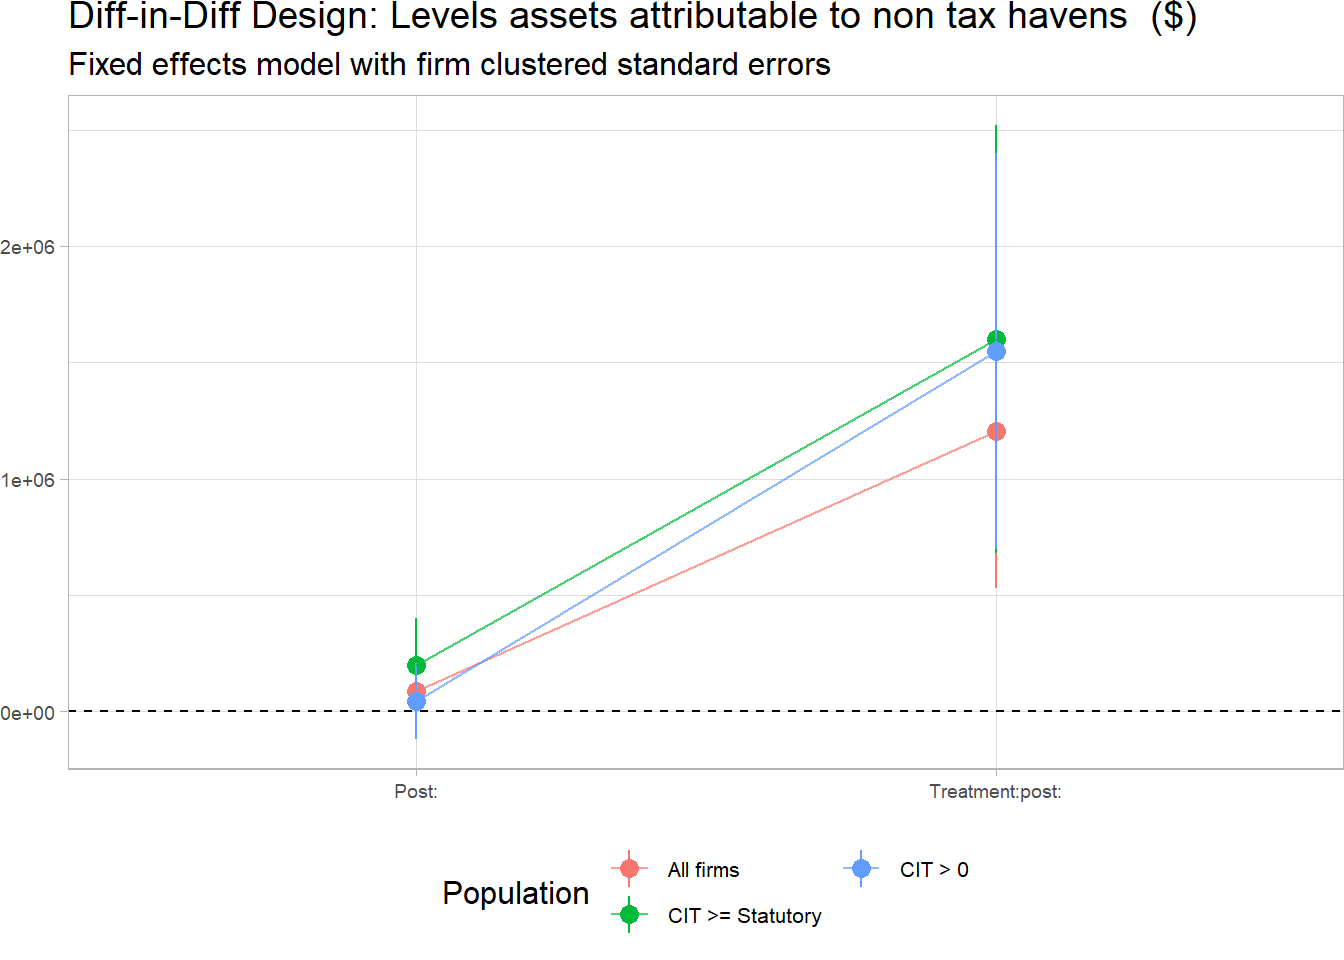 Diff-in-Diff Design: Levels assets attributable to non tax havens  ($)
Fixed effects model with firm clustered standard errors
2e+06
1e+06
0e+00
Post:
Treatment:post:
Population
All firms
CIT > 0
CIT >= Statutory